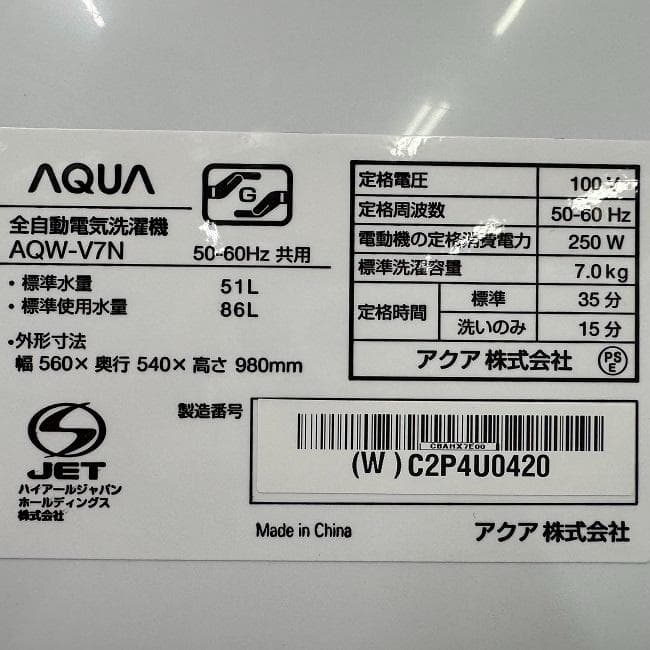 AQUA
G
全自動電気洗濯機
AQW-V7N
50-60Hz 共用
・標準水量 51L
・標準使用水量 86L
・外形寸法
幅 560× 奥行 540× 高さ 980mm
定格電圧 100 V
定格周波数 50-60 Hz
電動機の定格消費電力 250 W
標準洗濯容量 7.0kg
定格時間 標準 35 分
洗いのみ 15 分
アクア 株式会社
PS
E
S
JET
ハイアールジャパン
ホールディングス
株式会社
製造番号
CBAHX7E00
(W) C2P4U0420
Made in China
アクア 株式会社